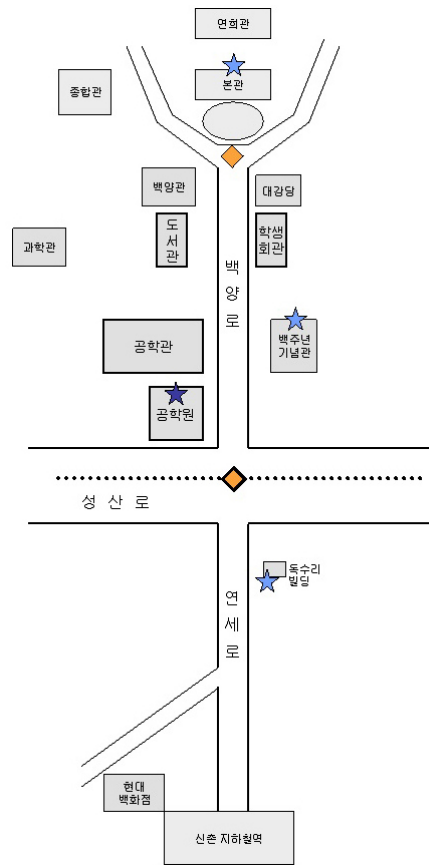 연희관
본관
종합관
백양관
대강당
도서관
학생
회관
과학관
백양로
백주년
기념관
공학관
공학원
성 산 로
독수리
빌딩
연세로
현대
백화점
신촌 지하철역